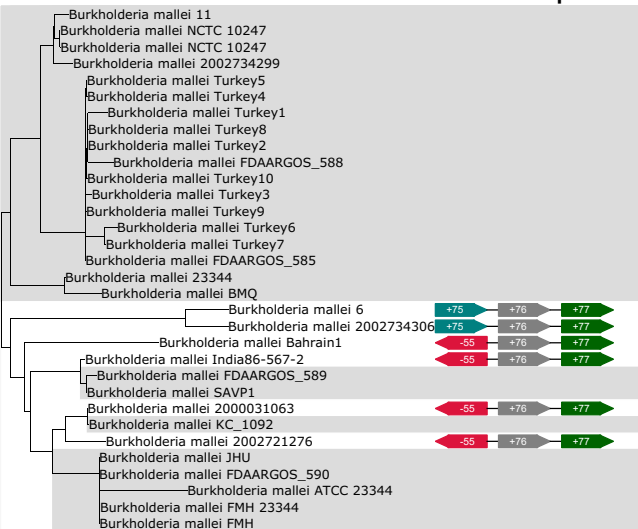 Burkholderia mallei 11
Burkholderia mallei NCTC 10247
Burkholderia mallei NCTC 10247
Burkholderia mallei 2002734299
Burkholderia mallei Turkey5
Burkholderia mallei Turkey4
Burkholderia mallei Turkey1
Burkholderia mallei Turkey8
Burkholderia mallei Turkey2
Burkholderia mallei FDAARGOS_588
Burkholderia mallei Turkey10
Burkholderia mallei Turkey3
Burkholderia mallei Turkey9
Burkholderia mallei Turkey6
Burkholderia mallei Turkey7
Burkholderia mallei FDAARGOS_585
Burkholderia mallei 23344
Burkholderia mallei BMQ
Burkholderia mallei 6 +75 +76 +77
Burkholderia mallei 2002734306 +75 +76 +77
Burkholderia mallei Bahrain1 -55 +76 +77
Burkholderia mallei India86-567-2 -55 +76 +77
Burkholderia mallei FDAARGOS_589
Burkholderia mallei SAVP1
Burkholderia mallei 2000031063 -55 +76 +77
Burkholderia mallei KC_1092
Burkholderia mallei 2002721276 -55 +76 +77
Burkholderia mallei JHU
Burkholderia mallei FDAARGOS_590
Burkholderia mallei ATCC 23344
Burkholderia mallei FMH 23344
Burkholderia mallei FMH